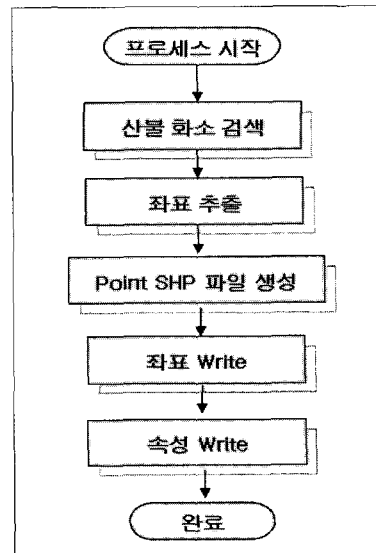 프로세스 시작
산불 화소 검색
좌표 추출
Point SHP 파일 생성
좌표 Write
속성 Write
완료